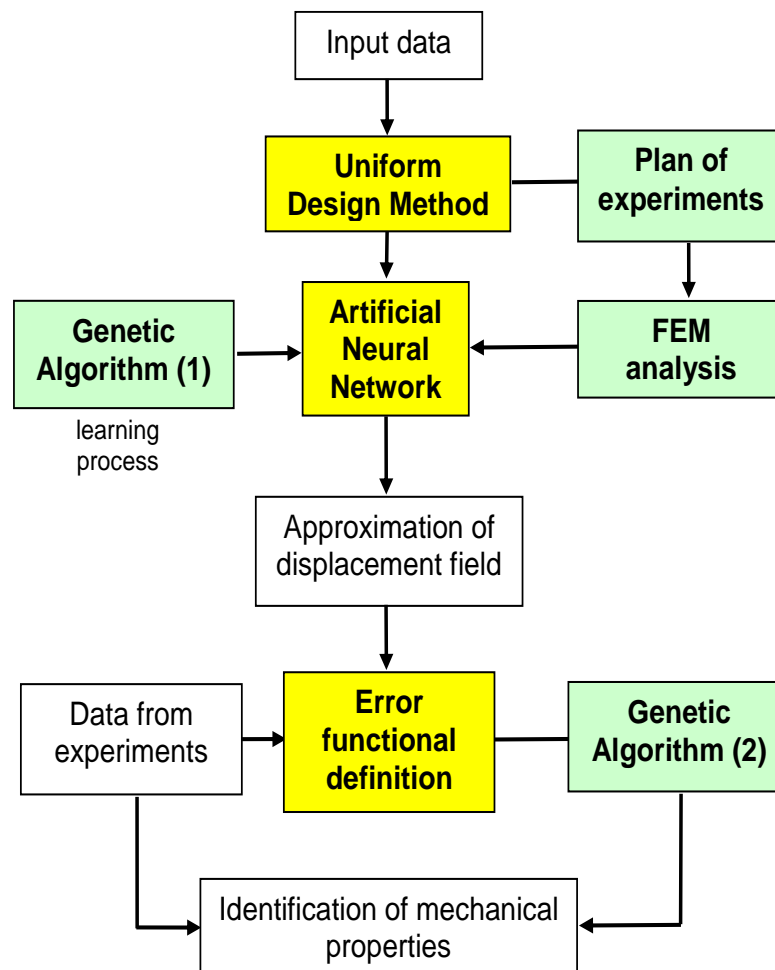 Input data
Uniform
Design Method
Plan of
experiments
Genetic
Algorithm (1)
learning
process
Artificial
Neural
Network
FEM
analysis
Approximation of
displacement field
Data from
experiments
Error
functional
definition
Genetic
Algorithm (2)
Identification of mechanical
properties